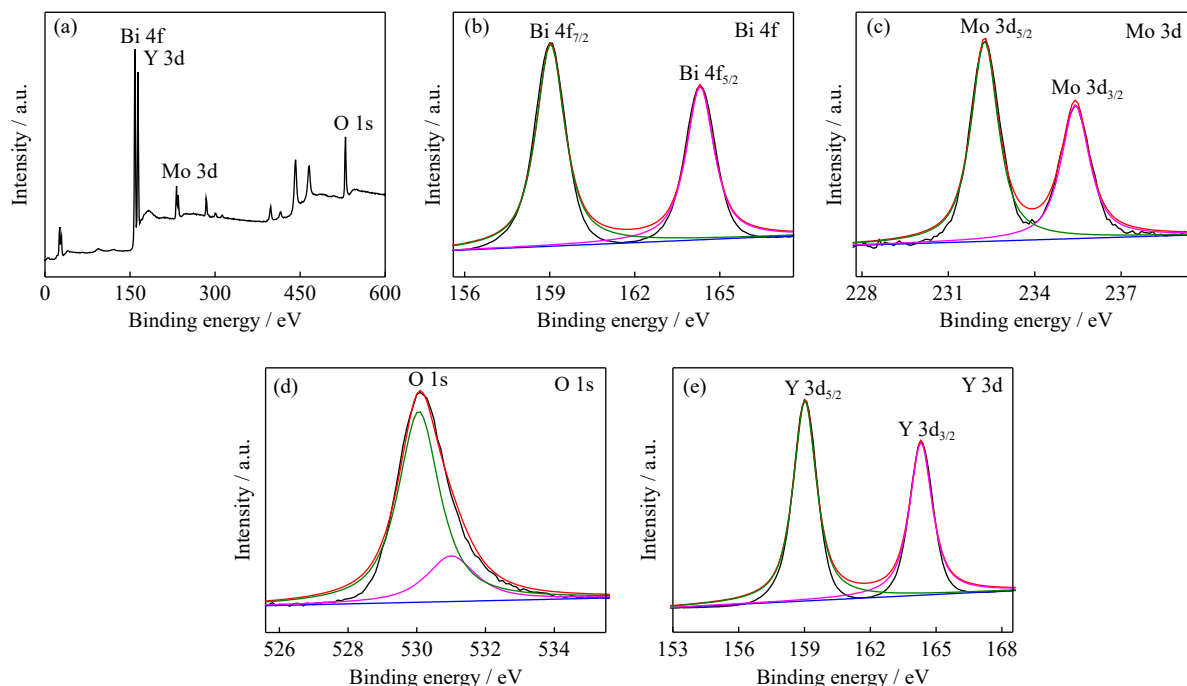 (a)
Bi 4f
Y 3d
Mo 3d
O 1s
Intensity / a.u.
0 150 300 450 600
Binding energy / eV
(b)
Bi 4f7/2
Bi 4f
Bi 4f5/2
Intensity / a.u.
156 159 162 165
Binding energy / eV
(c)
Mo 3d5/2
Mo 3d
Mo 3d3/2
Intensity / a.u.
228 231 234 237
Binding energy / eV
(d)
O 1s
O 1s
Intensity / a.u.
526 528 530 532 534
Binding energy / eV
(e)
Y 3d5/2
Y 3d
Y 3d3/2
Intensity / a.u.
153 156 159 162 165 168
Binding energy / eV